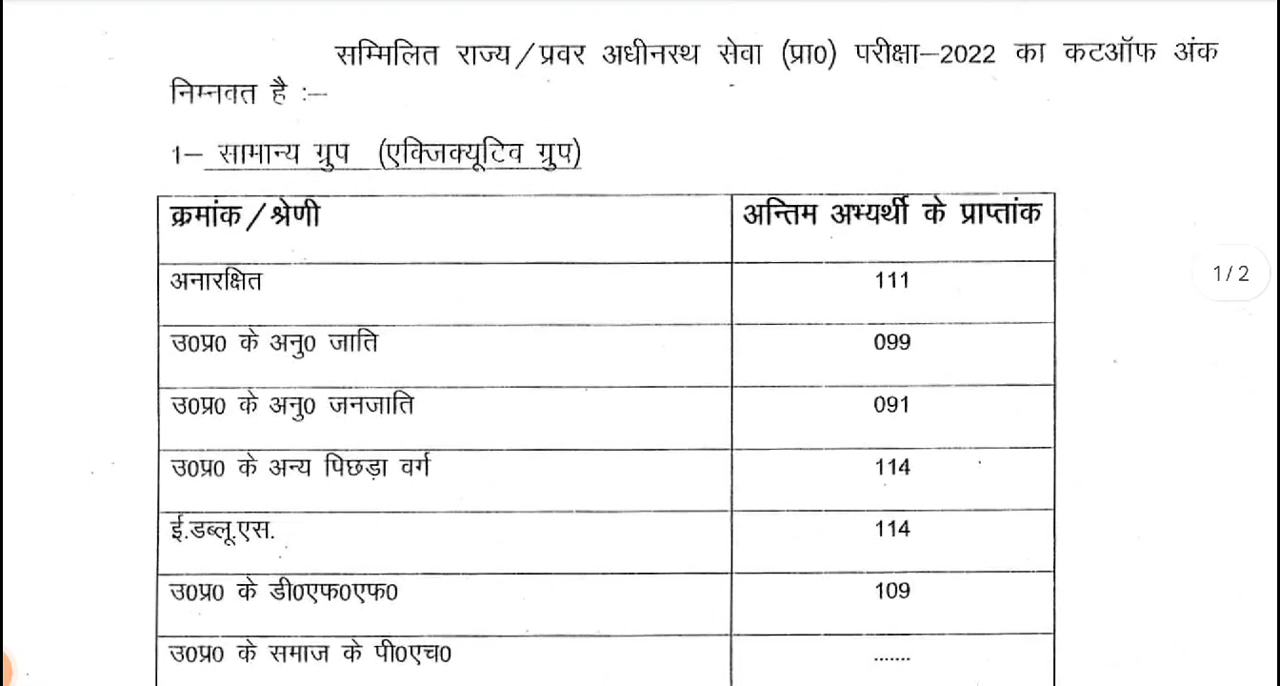 सम्मिलित राज्य/प्रवर अधीनस्थ सेवा (प्रा0) परीक्षा–2022 का कटऑफ अंक
निम्नवत है :–
1– सामान्य ग्रुप (एक्जिक्यूटिव ग्रुप)
क्रमांक/श्रेणी अन्तिम अभ्यर्थी के प्राप्तांक
अनारक्षित 111
1/2
उ0प्र0 के अनु0 जाति 099
उ0प्र0 के अनु0 जनजाति 091
उ0प्र0 के अन्य पिछड़ा वर्ग 114
ई.डब्लू.एस. 114
उ0प्र0 के डी0एफ0एफ0 109
उ0प्र0 के समाज के पी0एच0 .......